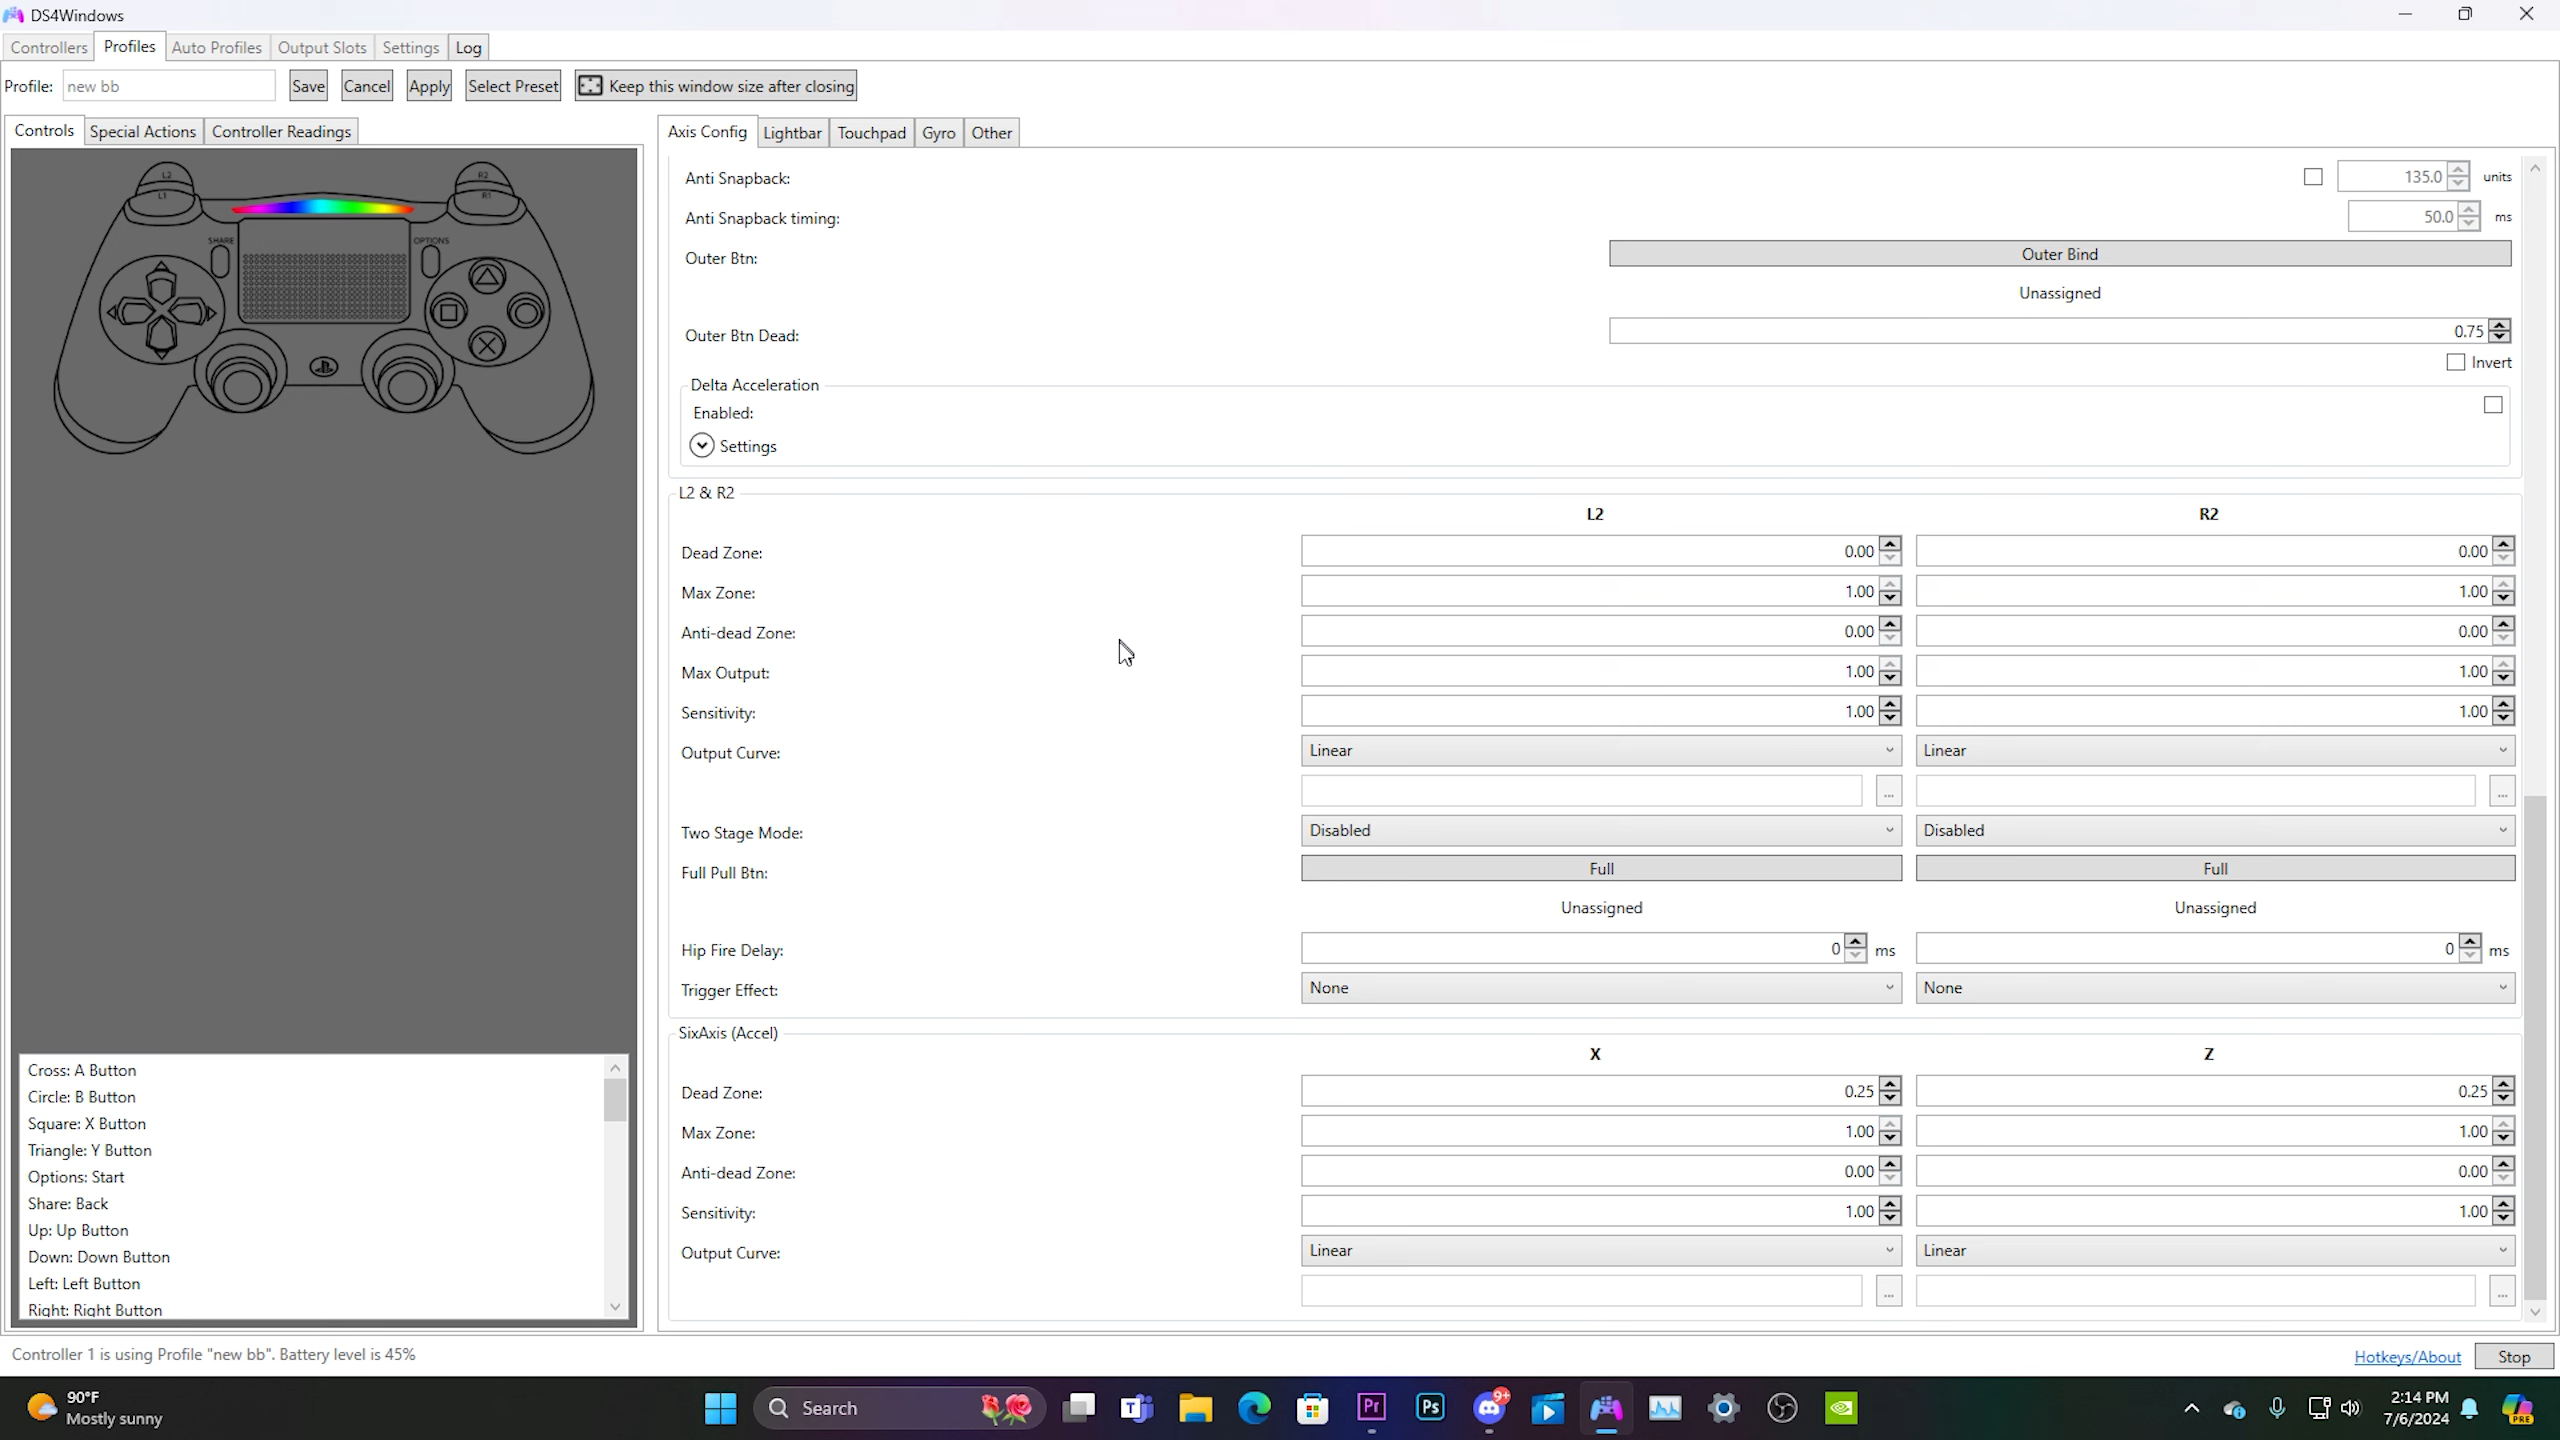 DS4Windows
Controllers Profiles Auto Profiles Output Slots Settings Log
Profile: new bb Save Cancel Apply Select Preset Keep this window size after closing
Controls Special Actions Controller Readings
Axis Config Lightbar Touchpad Gyro Other
L2 R2
L1 R1
SHARE OPTIONS
Cross: A Button
Circle: B Button
Square: X Button
Triangle: Y Button
Options: Start
Share: Back
Up: Up Button
Down: Down Button
Left: Left Button
Right: Right Button
Anti Snapback: 135.0 units
Anti Snapback timing: 50.0 ms
Outer Btn: Outer Bind
Unassigned
Outer Btn Dead: 0.75
Invert
Delta Acceleration
Enabled:
Settings
L2 & R2
L2 R2
Dead Zone: 0.00 0.00
Max Zone: 1.00 1.00
Anti-dead Zone: 0.00 0.00
Max Output: 1.00 1.00
Sensitivity: 1.00 1.00
Output Curve: Linear Linear
... ...
Two Stage Mode: Disabled Disabled
Full Pull Btn: Full Full
Unassigned Unassigned
Hip Fire Delay: 0 ms 0 ms
Trigger Effect: None None
SixAxis (Accel)
X Z
Dead Zone: 0.25 0.25
Max Zone: 1.00 1.00
Anti-dead Zone: 0.00 0.00
Sensitivity: 1.00 1.00
Output Curve: Linear Linear
... ...
Controller 1 is using Profile "new bb". Battery level is 45% Hotkeys/About Stop
90°F
Mostly sunny
Search
T
Pr
Ps
9+
2:14 PM
7/6/2024
PRE